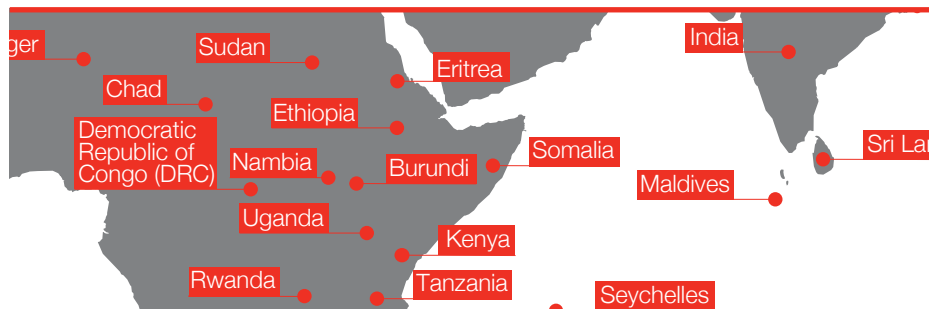 ger
Sudan
India
Eritrea
Chad
Ethiopia
Democratic
Republic of
Congo (DRC)
Nambia
Burundi
Somalia
Sri Lan
Maldives
Uganda
Kenya
Rwanda
Tanzania
Seychelles